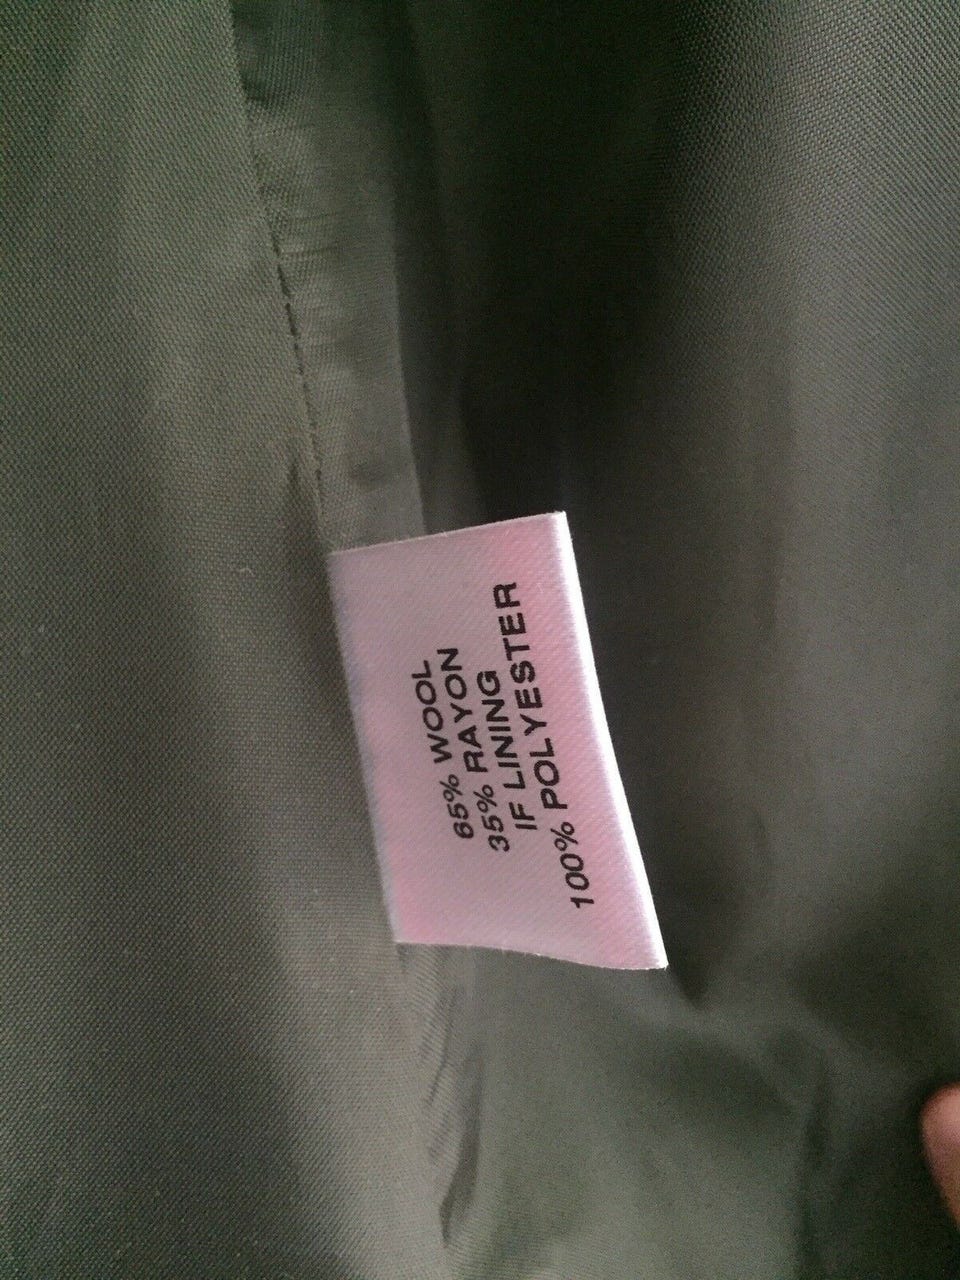 65% WOOL
35% RAYON
IF LINING
100% POLYESTER